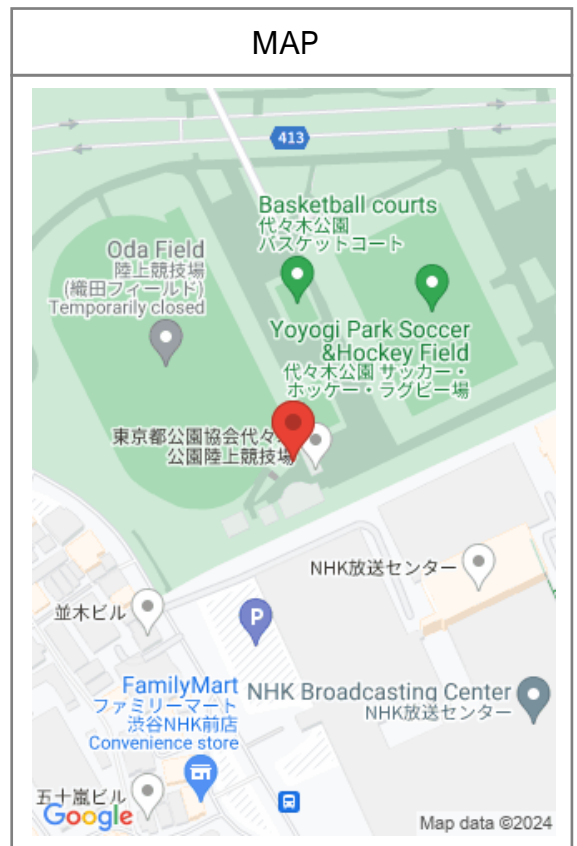 MAP
413
Basketball courts
代々木公園
バスケットコート
Oda Field
陸上競技場
(織田フィールド)
Temporarily closed
Yoyogi Park Soccer
&Hockey Field
代々木公園 サッカー・
ホッケー・ラグビー場
東京都公園協会代々
公園陸上競技場
NHK放送センター
並木ビル
P
FamilyMart
ファミリーマート
渋谷NHK前店
Convenience store
NHK Broadcasting Center
NHK放送センター
五十嵐ビル
Google
Map data ©2024